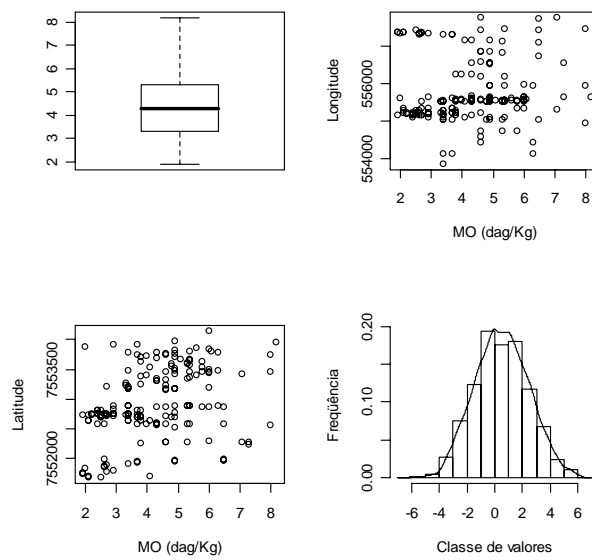 8
7
6
5
4
3
2
Longitude
556000
554000
2 3 4 5 6 7 8
MO (dag/Kg)
Latitude
7553500
7552000
2 3 4 5 6 7 8
MO (dag/Kg)
Freqüência
0.20
0.10
0.00
-6 -4 -2 0 2 4 6
Classe de valores